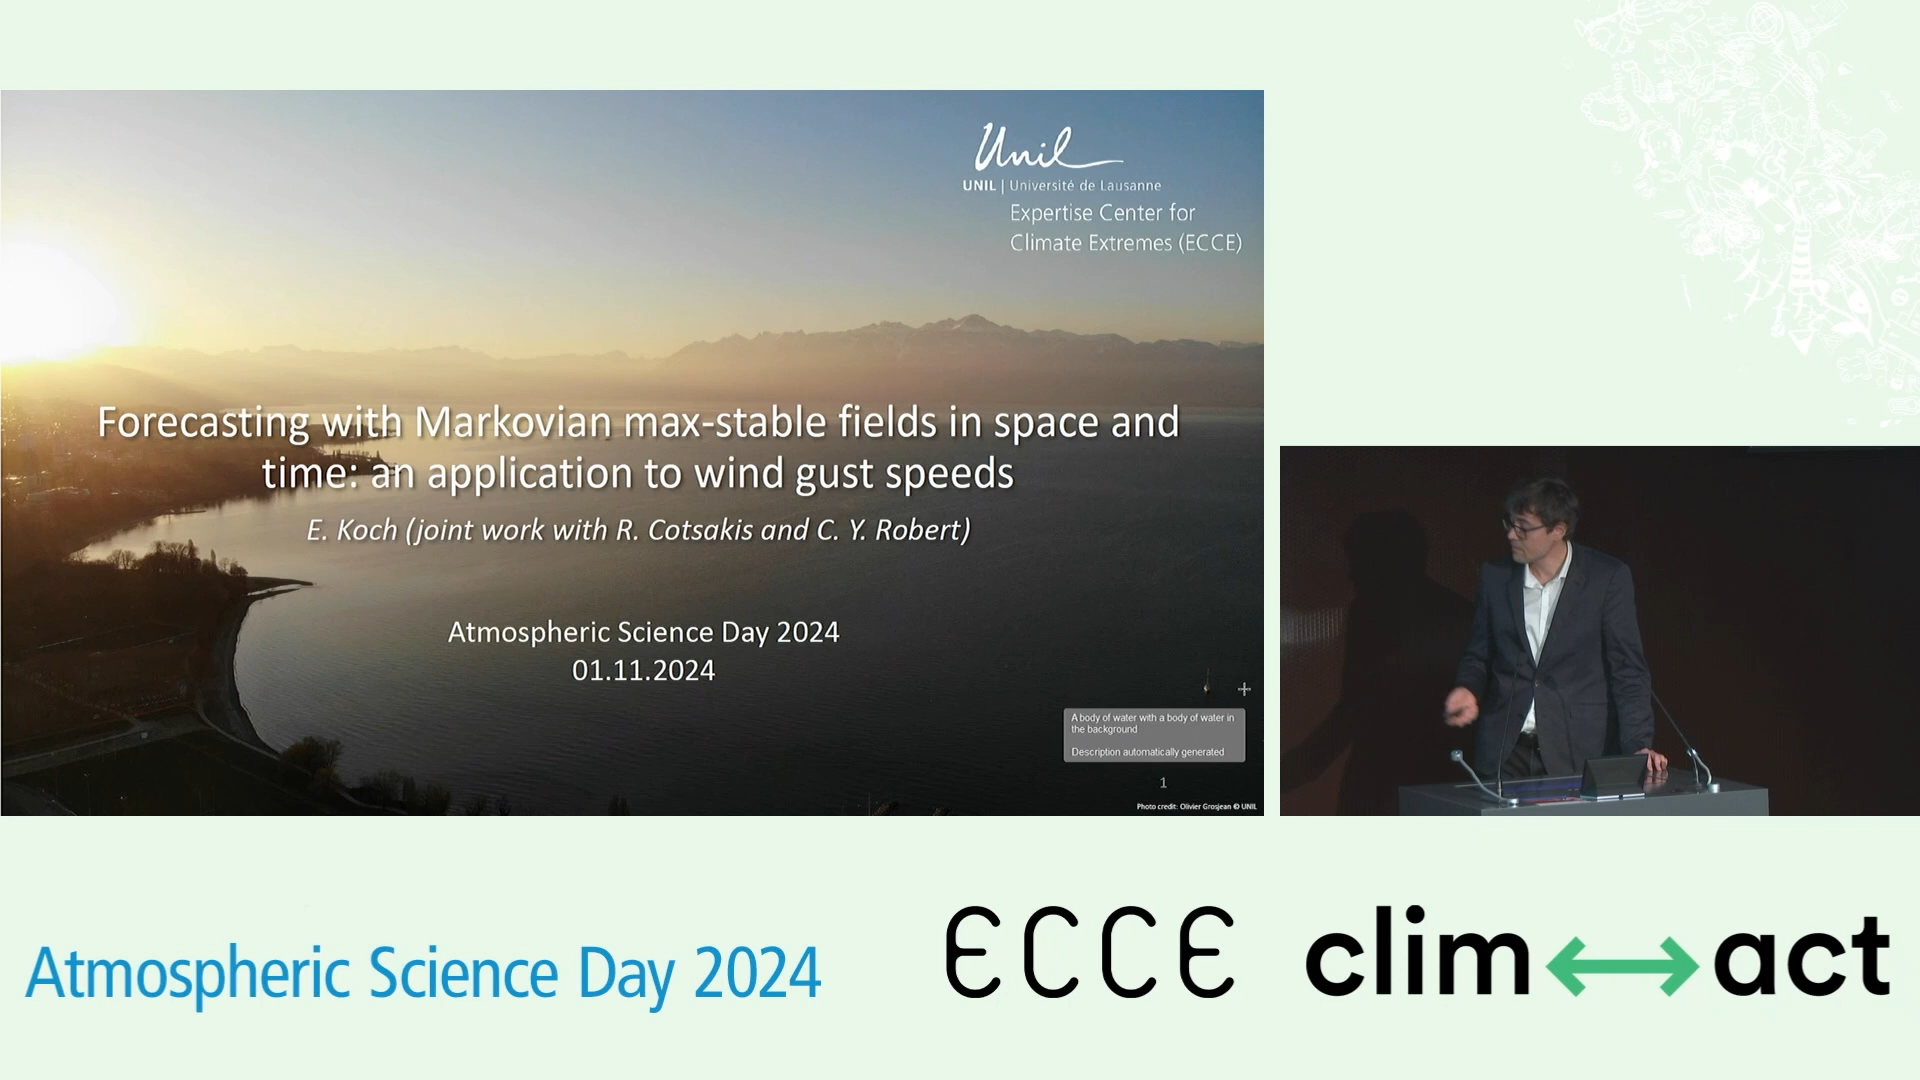 Unil
UNIL | Université de Lausanne
Expertise Center for
Climate Extremes (ECCE)
Forecasting with Markovian max-stable fields in space and
time: an application to wind gust speeds
E. Koch (joint work with R. Cotsakis and C. Y. Robert)
Atmospheric Science Day 2024
01.11.2024
A body of water with a body of water in
the background
Description automatically generated
1
Photo credit: Olivier Grosjean © UNIL
Atmospheric Science Day 2024
ECCE
clim act